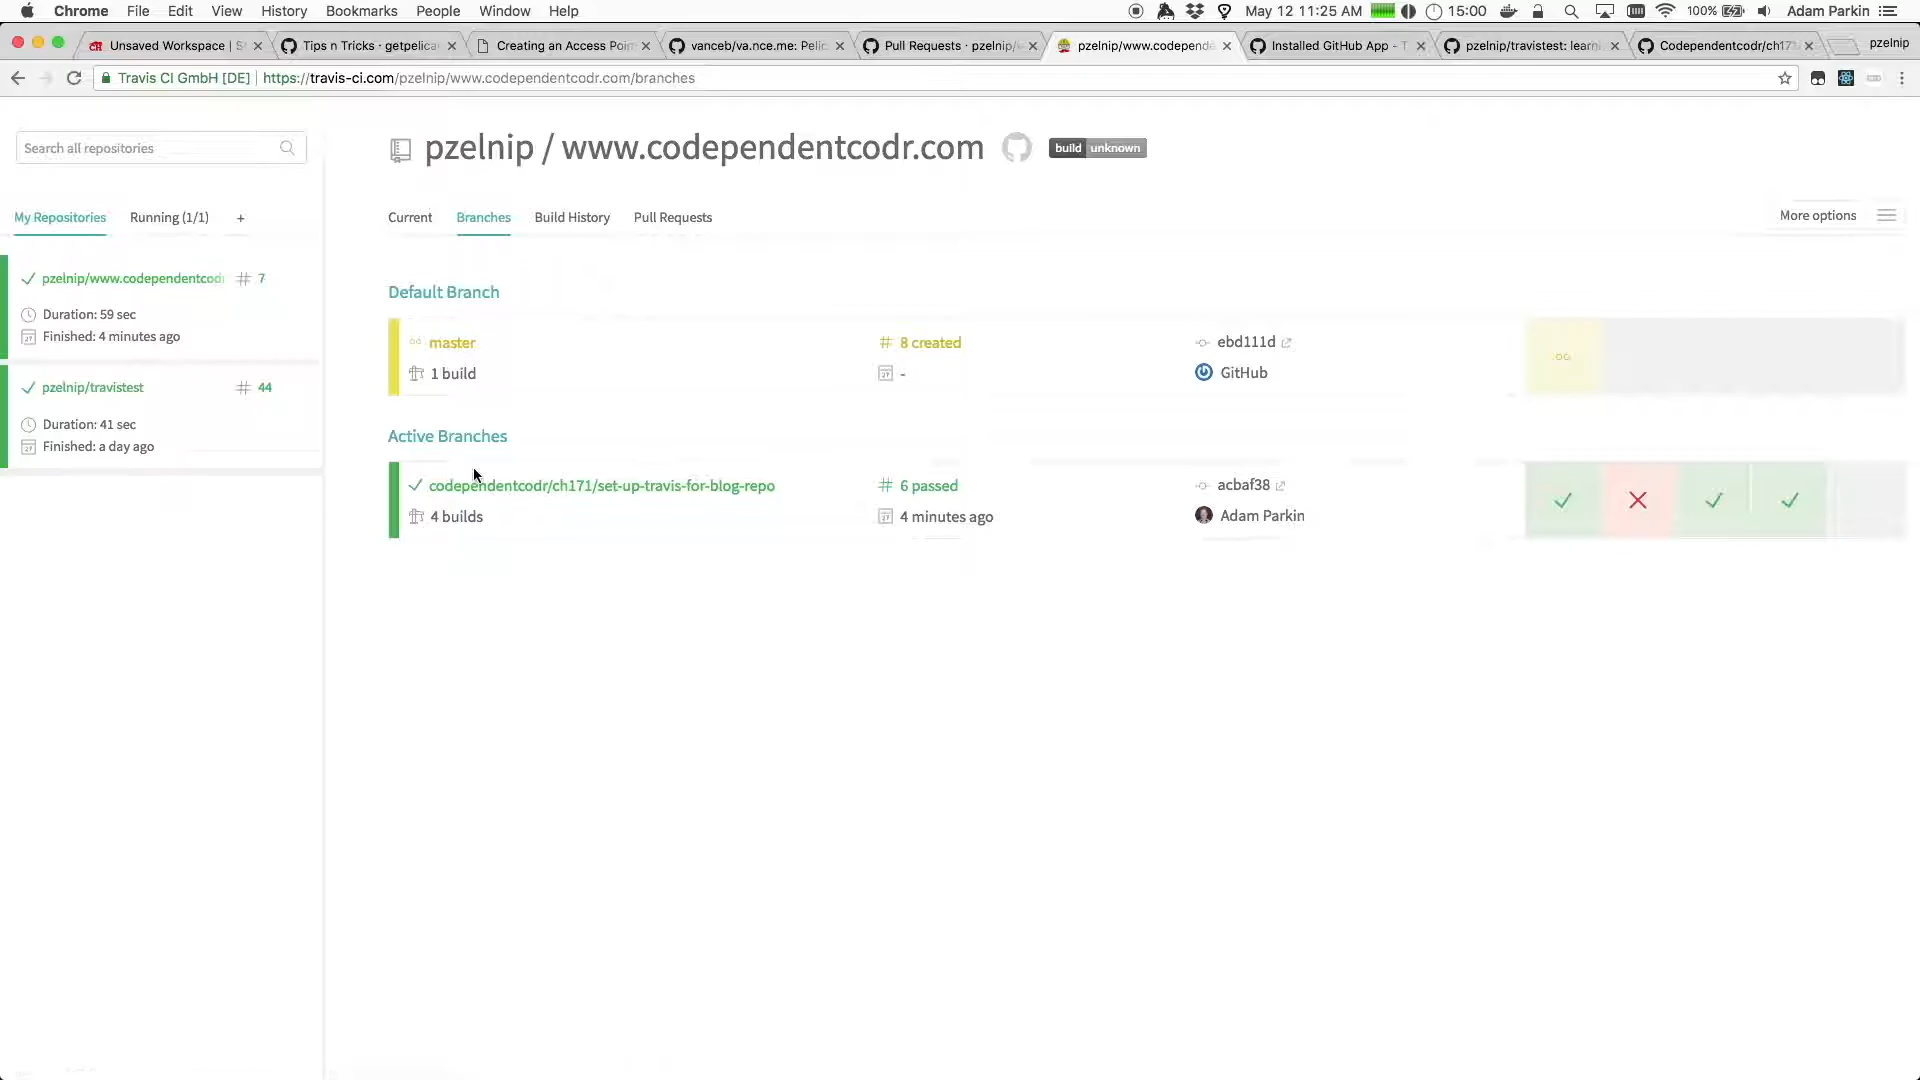 Chrome File Edit View History Bookmarks People Window Help May 12 11:25 AM 15:00 100% Adam Parkin
Unsaved Workspace | S Tips n Tricks · getpelica Creating an Access Poin vanceb/va.nce.me: Pelic Pull Requests · pzelnip/ pzelnip/www.codepend Installed GitHub App - T pzelnip/travistest: learn Codependentcodr/ch171 pzelnip
Travis CI GmbH [DE] | https://travis-ci.com/pzelnip/www.codependentcodr.com/branches
Search all repositories
pzelnip / www.codependentcodr.com build unknown
My Repositories Running (1/1) +
Current Branches Build History Pull Requests More options
pzelnip/www.codependentcod # 7
Duration: 59 sec
Finished: 4 minutes ago
pzelnip/travistest # 44
Duration: 41 sec
Finished: a day ago
Default Branch
master # 8 created ebd111d
1 build 27 - GitHub
Active Branches
codependentcodr/ch171/set-up-travis-for-blog-repo # 6 passed acbaf38
4 builds 4 minutes ago Adam Parkin